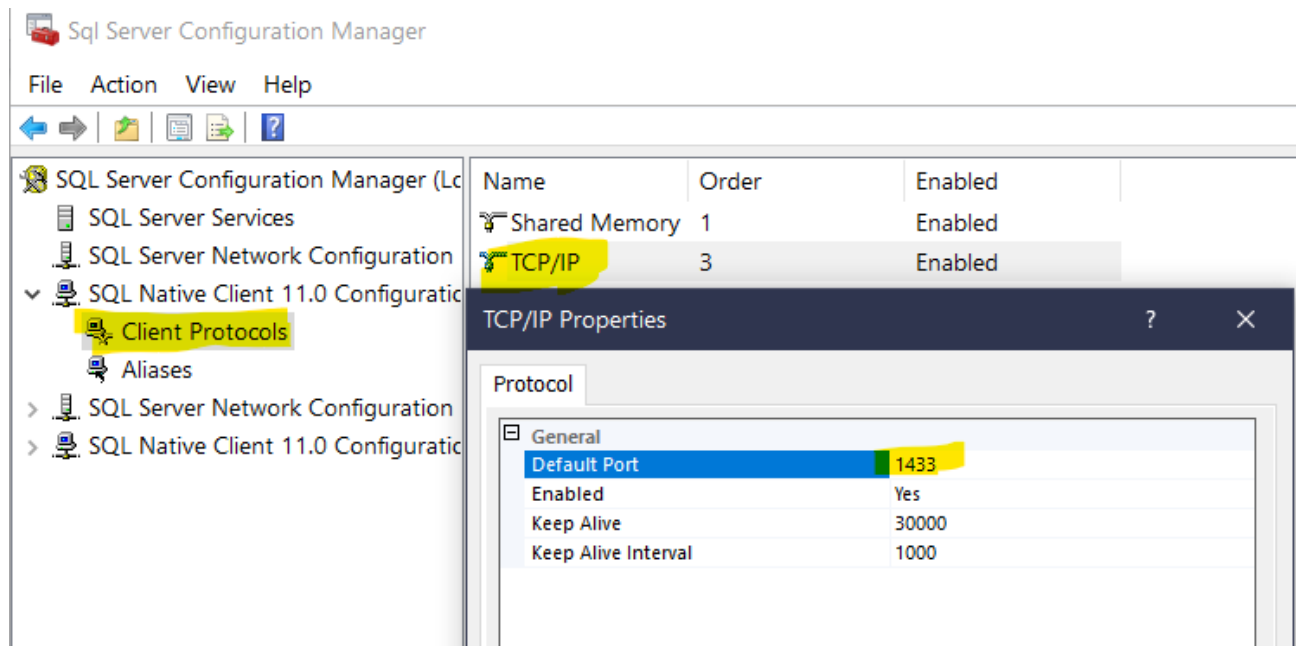 Sql Server Configuration Manager
File Action View Help
SQL Server Configuration Manager (Lc
SQL Server Services
SQL Server Network Configuration
SQL Native Client 11.0 Configuratic
Client Protocols
Aliases
SQL Server Network Configuration
SQL Native Client 11.0 Configuratic
Name Order Enabled
Shared Memory 1 Enabled
TCP/IP 3 Enabled
TCP/IP Properties ?
Protocol
General
Default Port 1433
Enabled Yes
Keep Alive 30000
Keep Alive Interval 1000